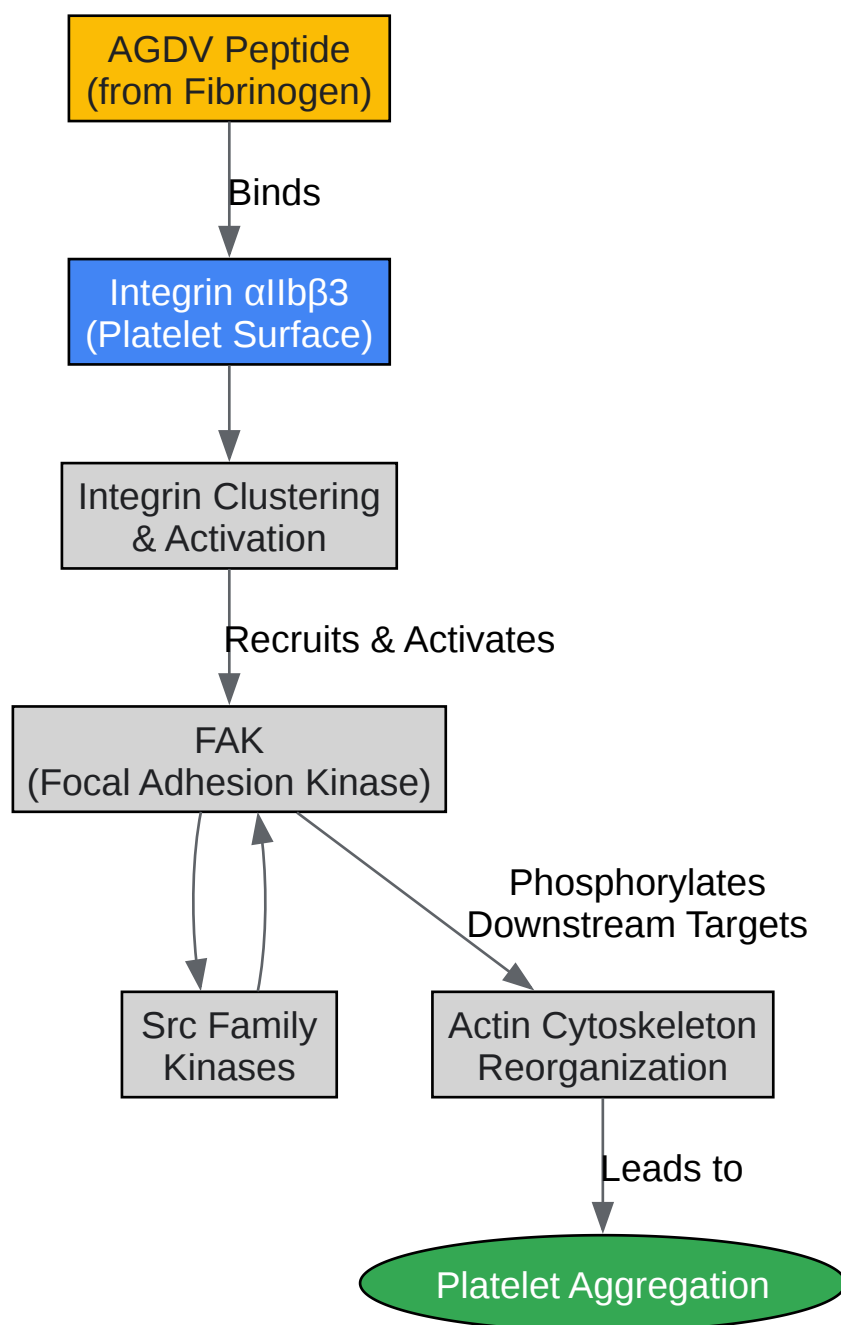 AGDV Peptide
(from Fibrinogen)
Binds
Integrin αIIbβ3
(Platelet Surface)
Integrin Clustering
& Activation
Recruits & Activates
FAK
(Focal Adhesion Kinase)
Phosphorylates
Downstream Targets
Src Family
Kinases
Actin Cytoskeleton
Reorganization
Leads to
Platelet Aggregation